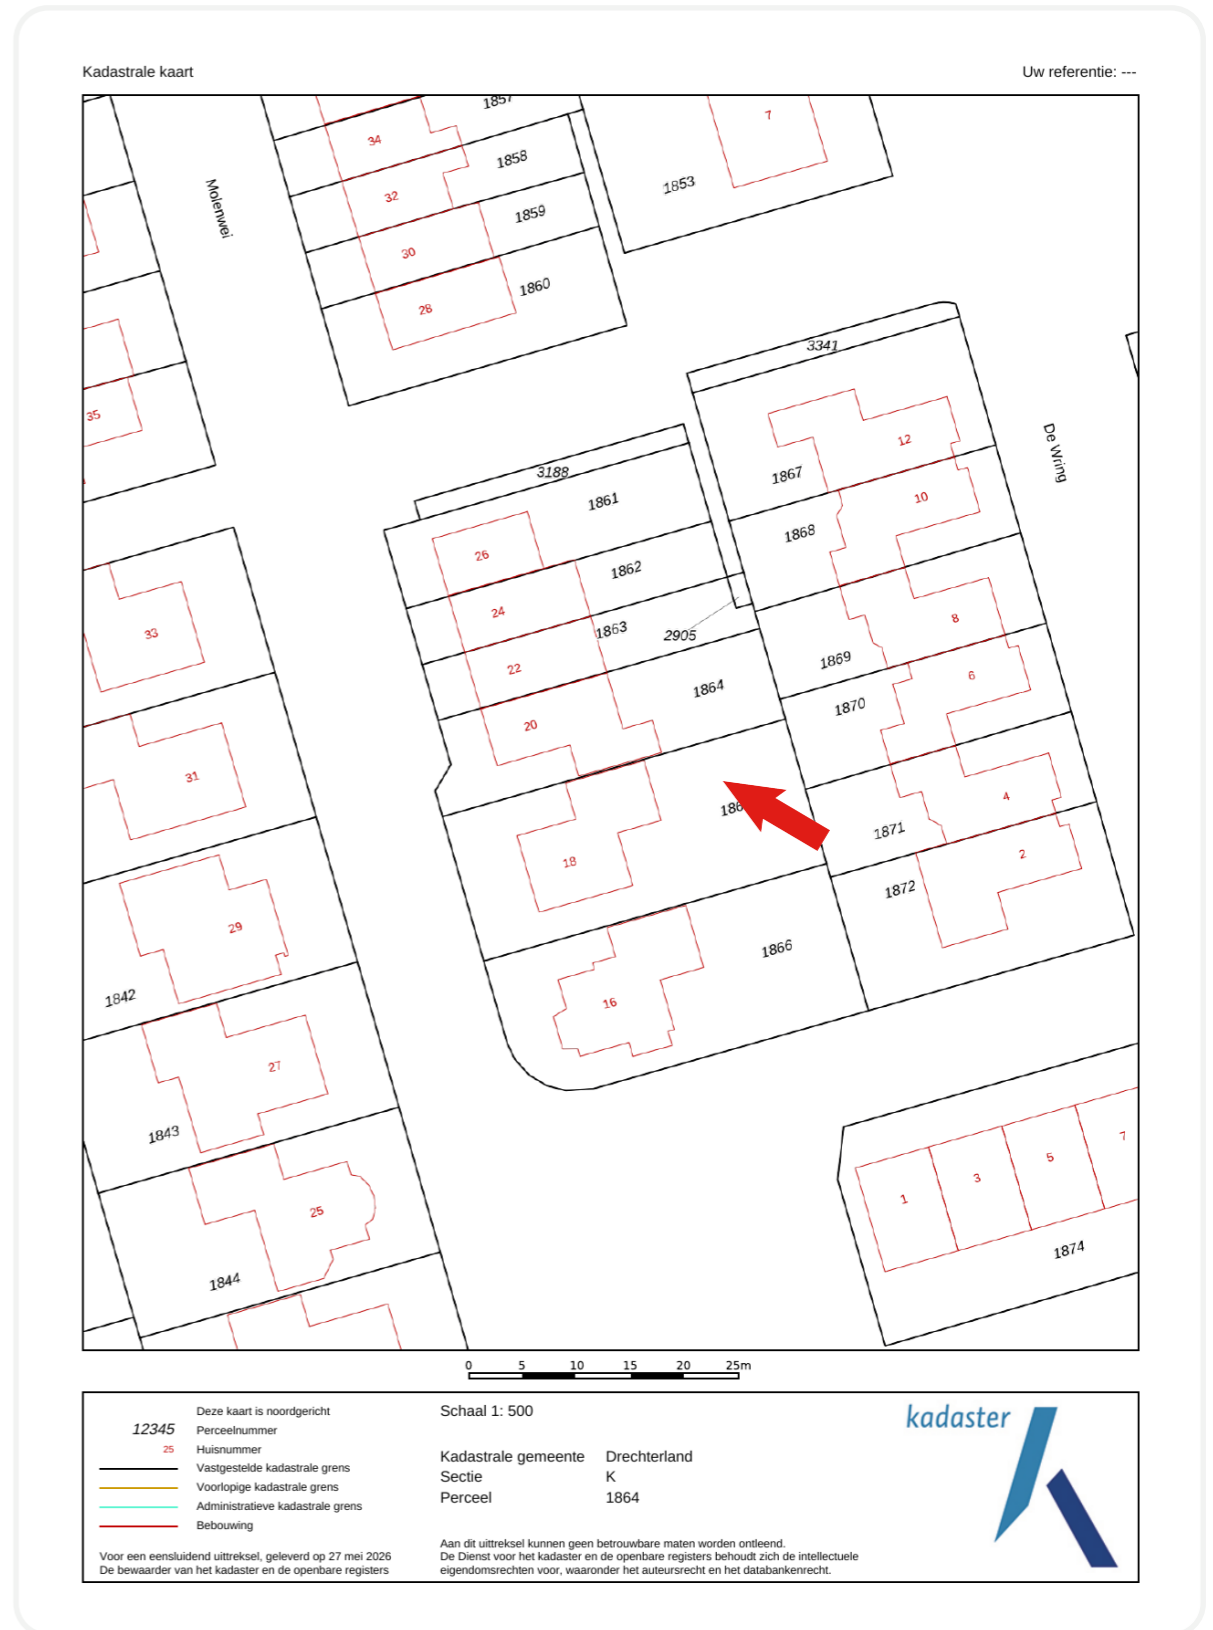 Kadastrale kaart
Uw referentie: ---
1857
34
7
1858
32
1853
Molenwei
1859
30
1860
28
3341
35
12
De Wring
1867
3188
10
1861
1868
26
1862
24
8
33
1863
2905
22
1869
6
1864
1870
20
31
4
1871
18
2
1872
29
1866
1842
16
27
1843
7
5
3
1
25
1874
1844
0 5 10 15 20 25m
Deze kaart is noordgericht
12345 Perceelnummer
25 Huisnummer
Vastgestelde kadastrale grens
Voorlopige kadastrale grens
Administratieve kadastrale grens
Bebouwing
Voor een eensluidend uittreksel, geleverd op 27 mei 2026
De bewaarder van het kadaster en de openbare registers
Schaal 1: 500
Kadastrale gemeente Drechterland
Sectie K
Perceel 1864
Aan dit uittreksel kunnen geen betrouwbare maten worden ontleend.
De Dienst voor het kadaster en de openbare registers behoudt zich de intellectuele
eigendomsrechten voor, waaronder het auteursrecht en het databankenrecht.
kadaster